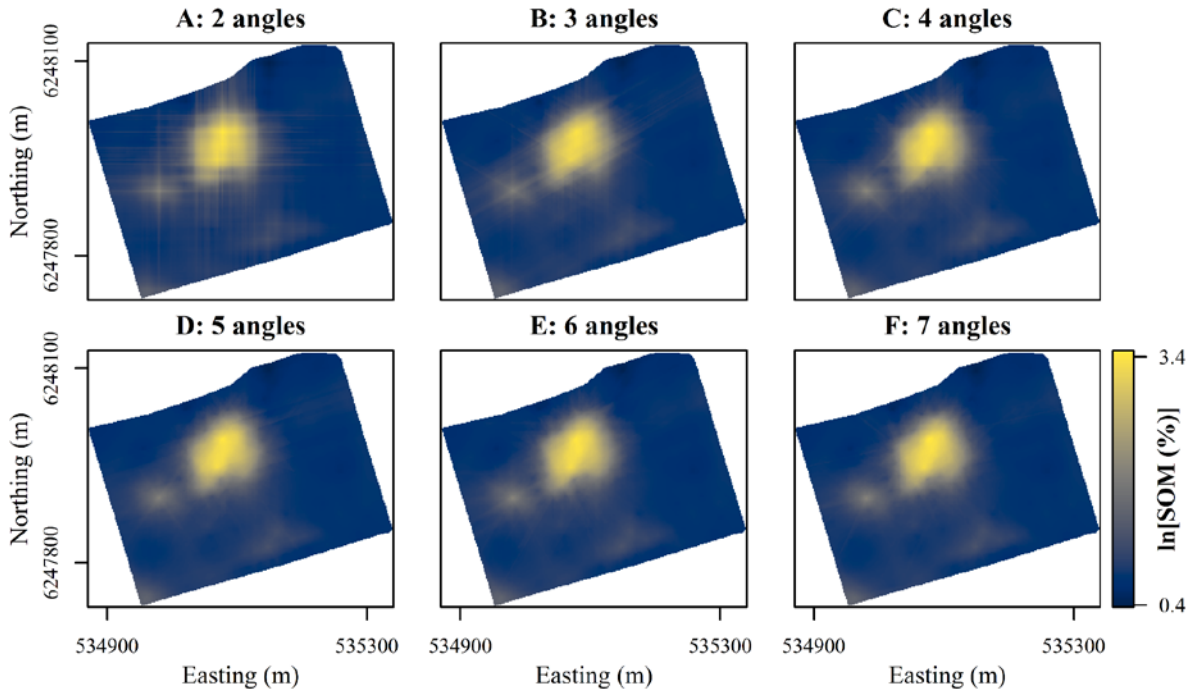 A: 2 angles
B: 3 angles
C: 4 angles
6248100
Northing (m)
6247800
D: 5 angles
E: 6 angles
F: 7 angles
6248100
Northing (m)
6247800
3.4
ln[SOM (%)]
0.4
534900
535300
534900
535300
534900
535300
Easting (m)
Easting (m)
Easting (m)